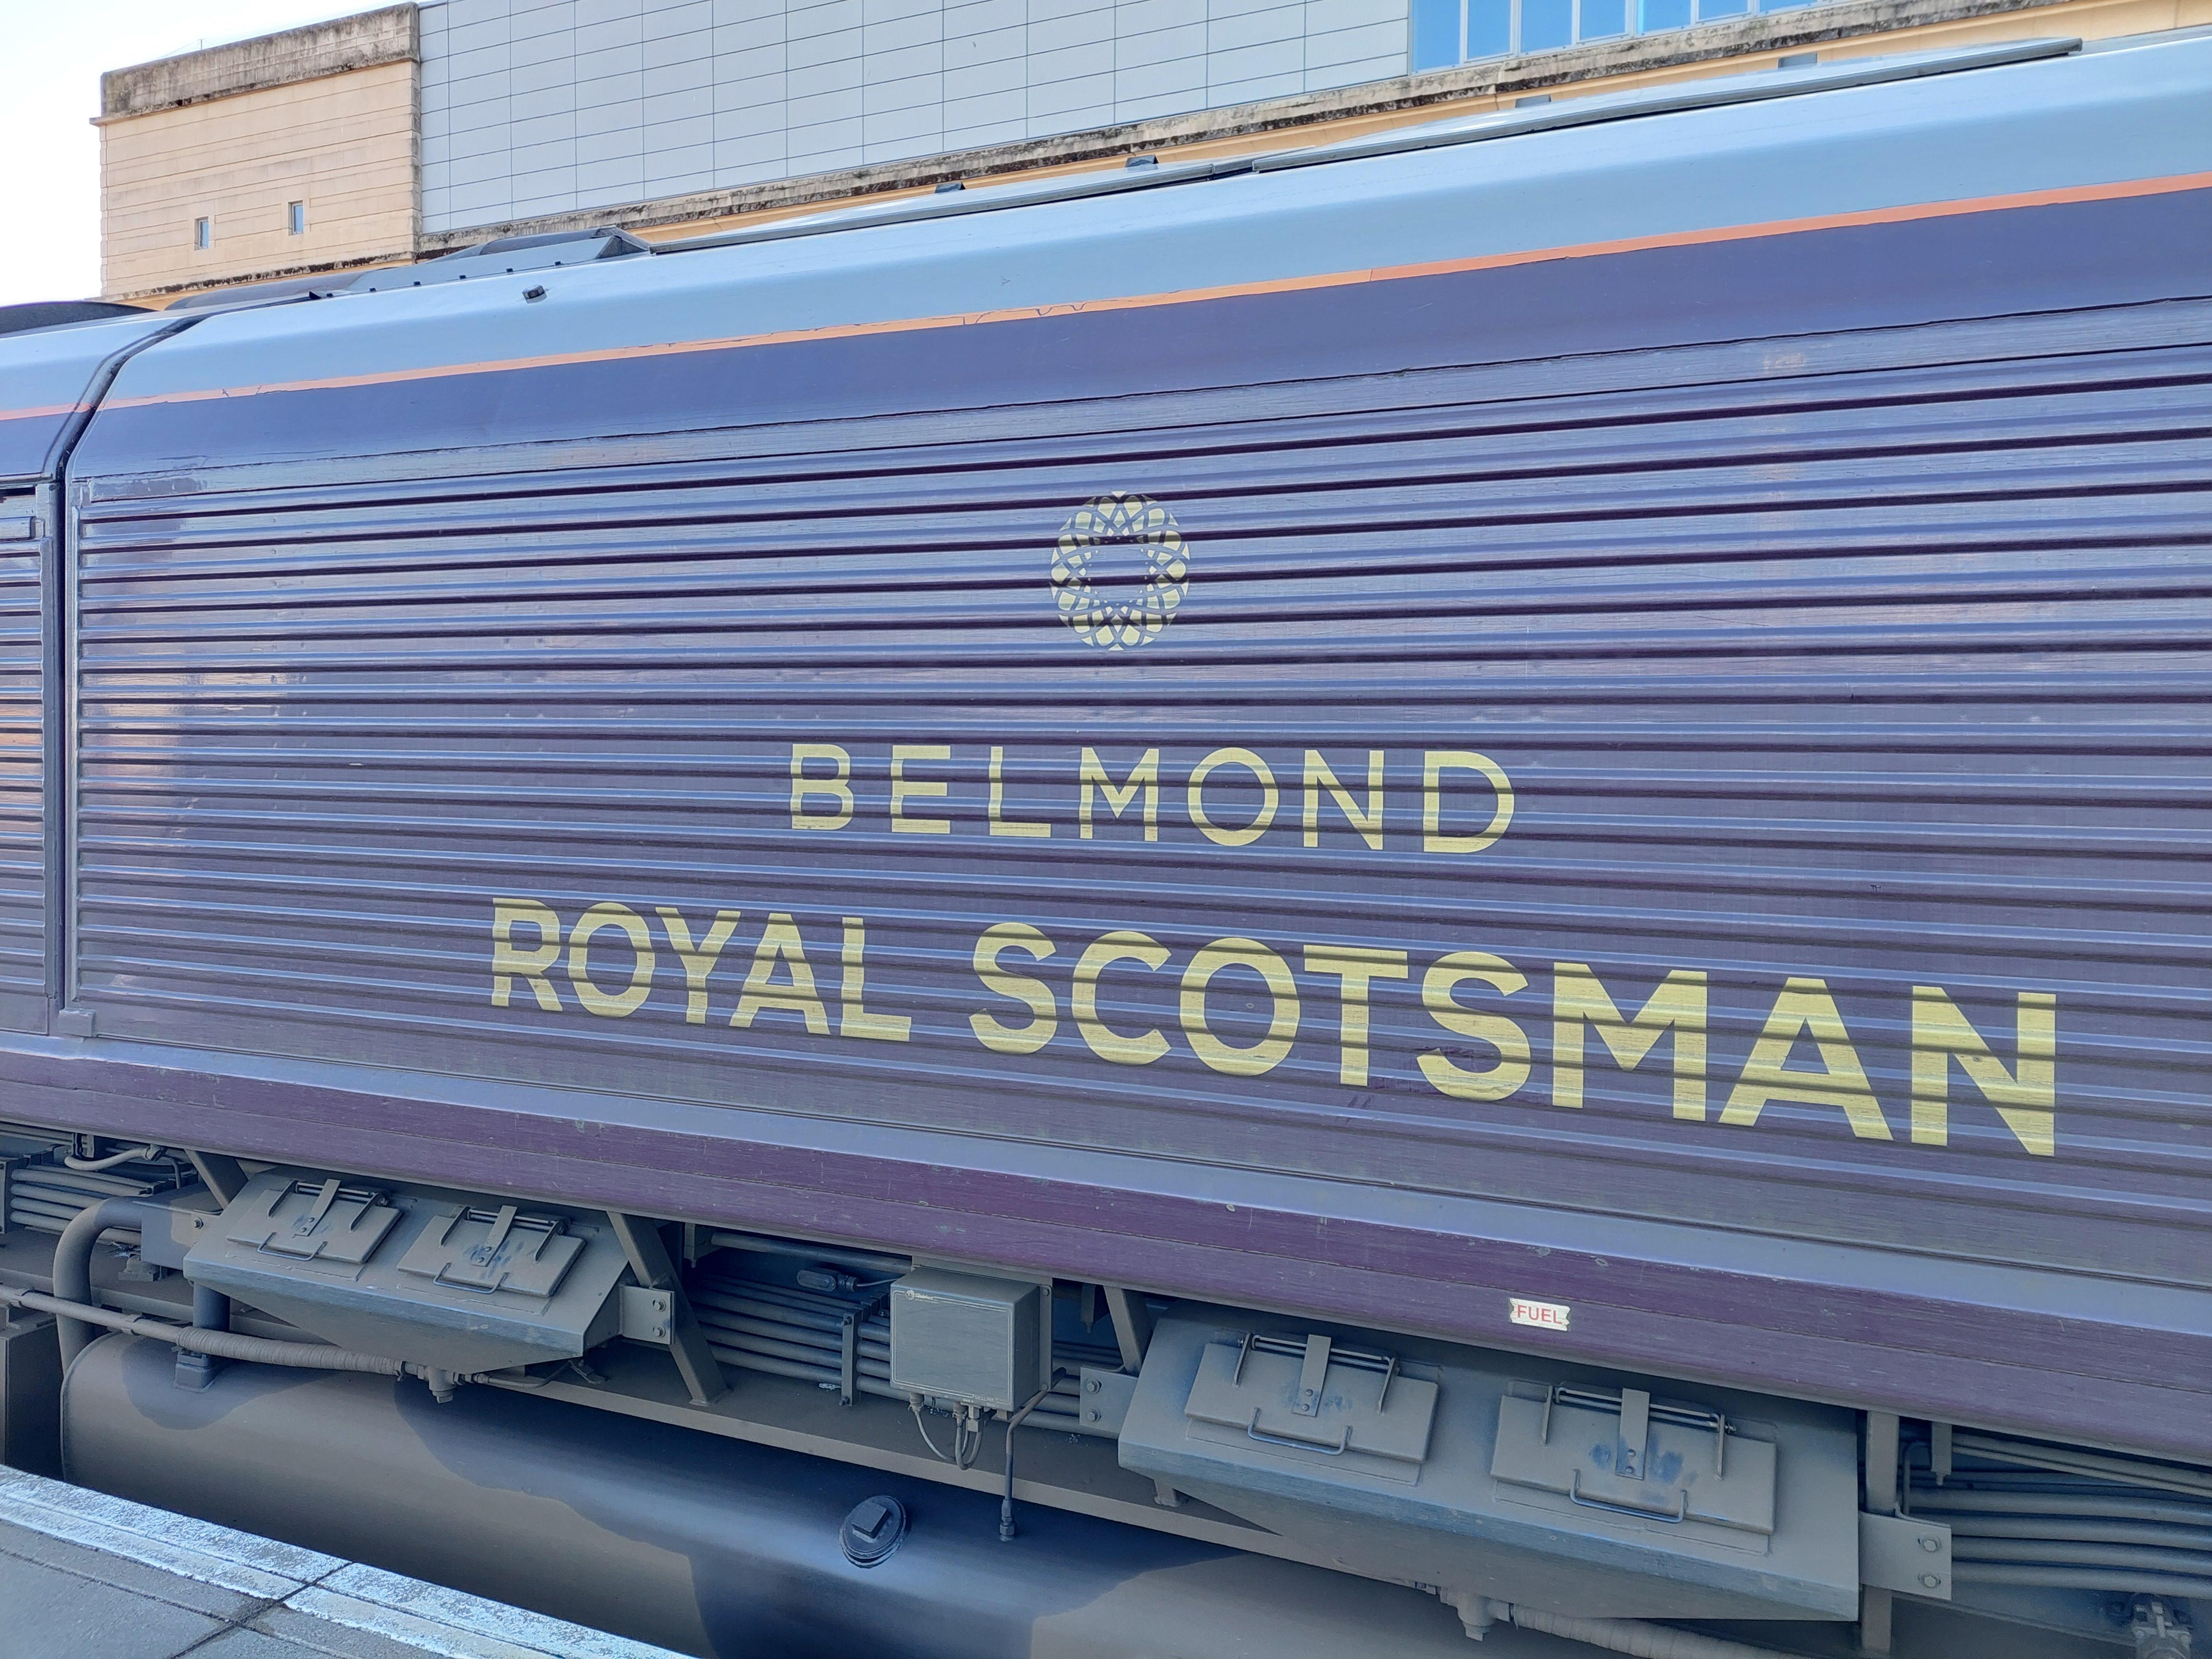 BELMOND
ROYAL SCOTSMAN
FUEL